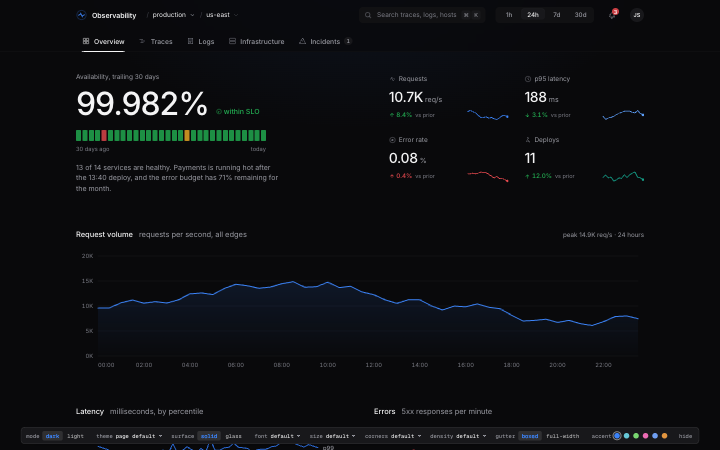 Observability / production / us-east
Search traces, logs, hosts ⌘ K
1h 24h 7d 30d
3
JS
Overview Traces Logs Infrastructure Incidents 1
Availability, trailing 30 days
99.982% within SLO
30 days ago today
13 of 14 services are healthy. Payments is running hot after
the 13:40 deploy, and the error budget has 71% remaining for
the month.
Requests
10.7K req/s
↑ 8.4% vs prior
p95 latency
188 ms
↓ 3.1% vs prior
Error rate
0.08 %
↑ 0.4% vs prior
Deploys
11
↑ 12.0% vs prior
Request volume requests per second, all edges
peak 14.9K req/s · 24 hours
20K
15K
10K
5K
0K
00:00 02:00 04:00 06:00 08:00 10:00 12:00 14:00 16:00 18:00 20:00 22:00
Latency milliseconds, by percentile
Errors 5xx responses per minute
mode dark light theme page default surface solid glass font default size default corners default density default gutter boxed full-width accent hide
p99